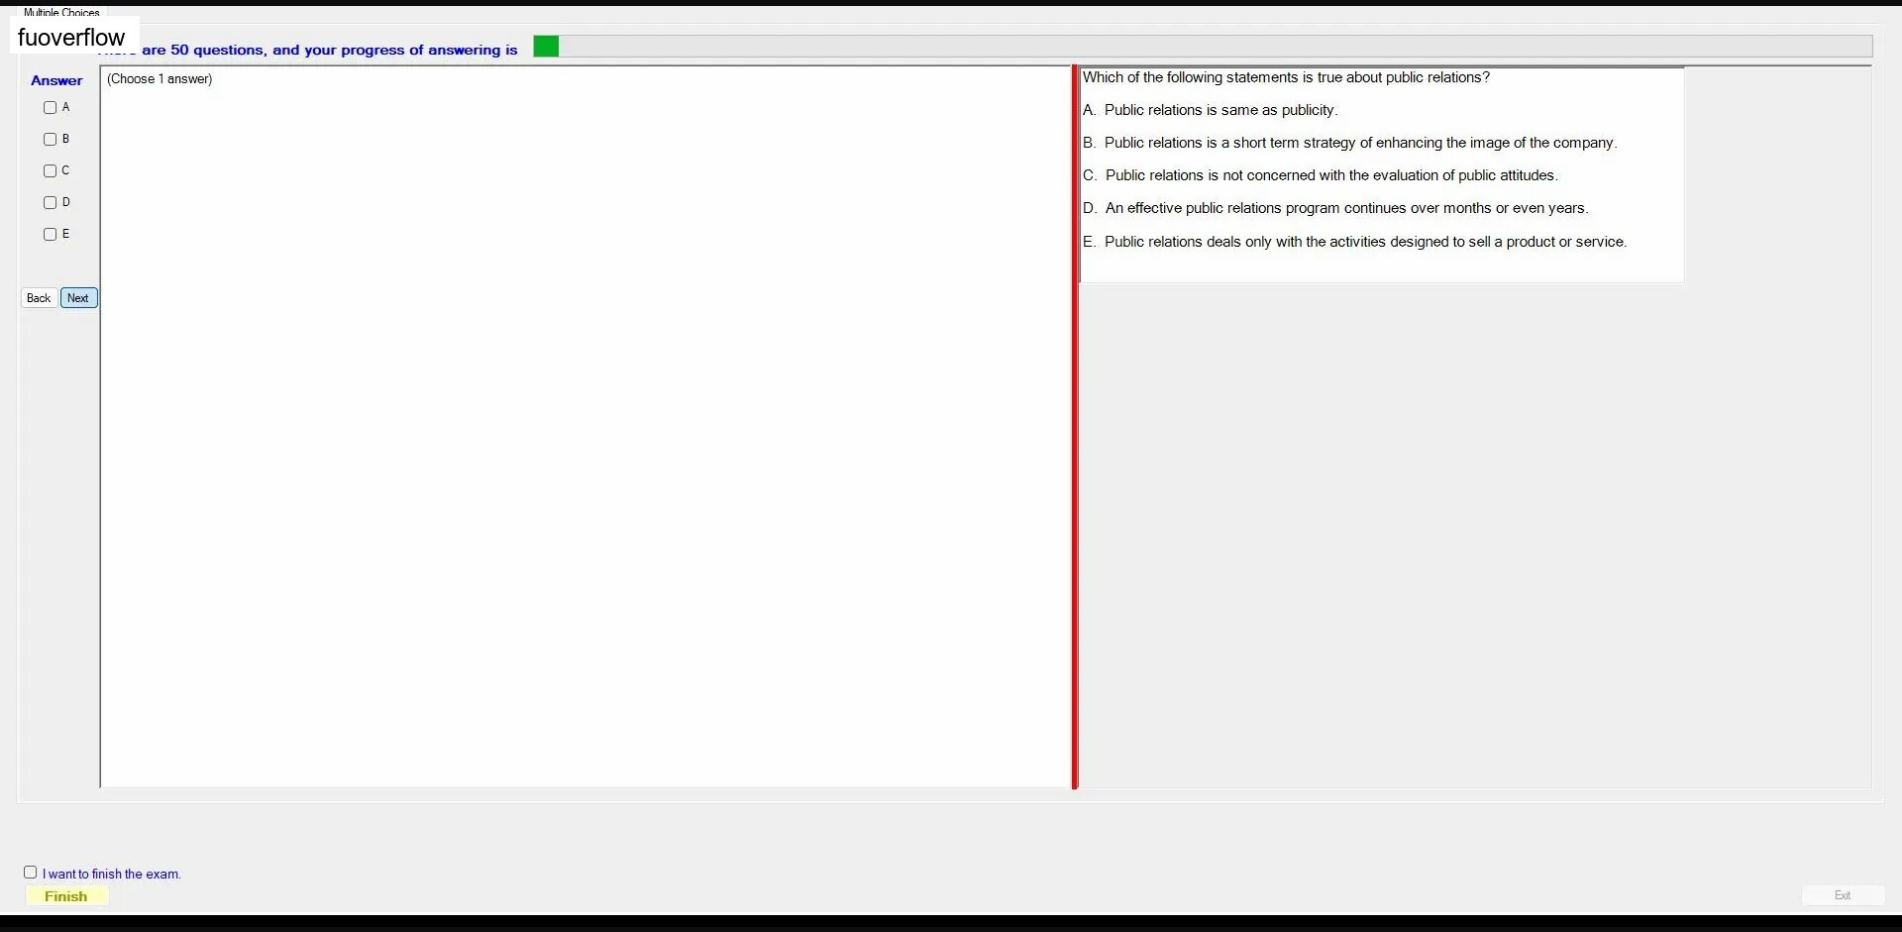 Multiple Choices
fuoverflow
are 50 questions, and your progress of answering is
Answer
(Choose 1 answer)
A
B
C
D
E
Back
Next
Which of the following statements is true about public relations?
A. Public relations is same as publicity.
B. Public relations is a short term strategy of enhancing the image of the company.
C. Public relations is not concerned with the evaluation of public attitudes.
D. An effective public relations program continues over months or even years.
E. Public relations deals only with the activities designed to sell a product or service.
I want to finish the exam.
Finish
Exit